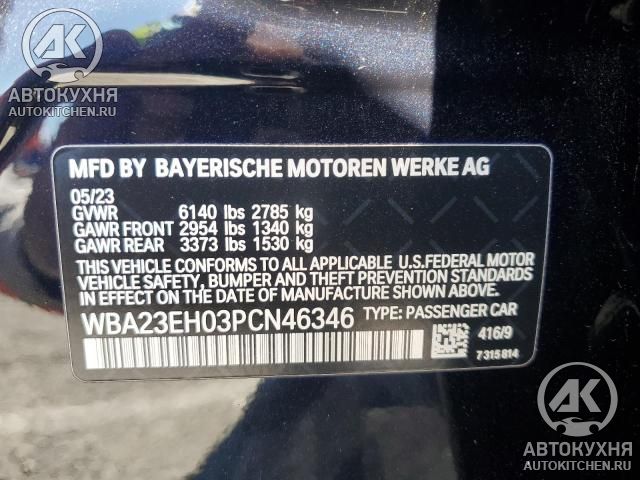 AK
АВТОКУХНЯ
AUTOKITCHEN.RU
MFD BY BAYERISCHE MOTOREN WERKE AG
05/23
GVWR 6140 lbs 2785 kg
GAWR FRONT 2954 lbs 1340 kg
GAWR REAR 3373 lbs 1530 kg
THIS VEHICLE CONFORMS TO ALL APPLICABLE U.S.FEDERAL MOTOR
VEHICLE SAFETY, BUMPER AND THEFT PREVENTION STANDARDS
IN EFFECT ON THE DATE OF MANUFACTURE SHOWN ABOVE.
WBA23EH03PCN46346 TYPE: PASSENGER CAR
416/9
7 315 814
AK
АВТОКУХНЯ
AUTOKITCHEN.RU